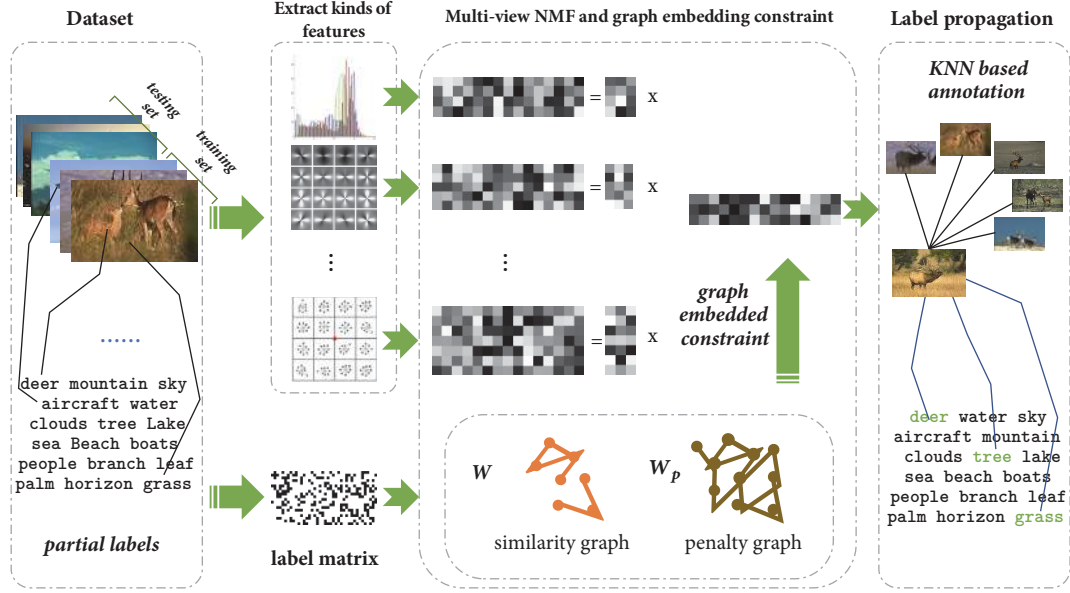 Dataset
testing
set
training
set
......
deer mountain sky
aircraft water
clouds tree Lake
sea Beach boats
people branch leaf
palm horizon grass
partial labels
Extract kinds of
features
⋮
label matrix
Multi-view NMF and graph embedding constraint
= x
= x
⋮
= x
graph
embedded
constraint
W
similarity graph
Wp
penalty graph
Label propagation
KNN based
annotation
deer water sky
aircraft mountain
clouds tree lake
sea beach boats
people branch leaf
palm horizon grass